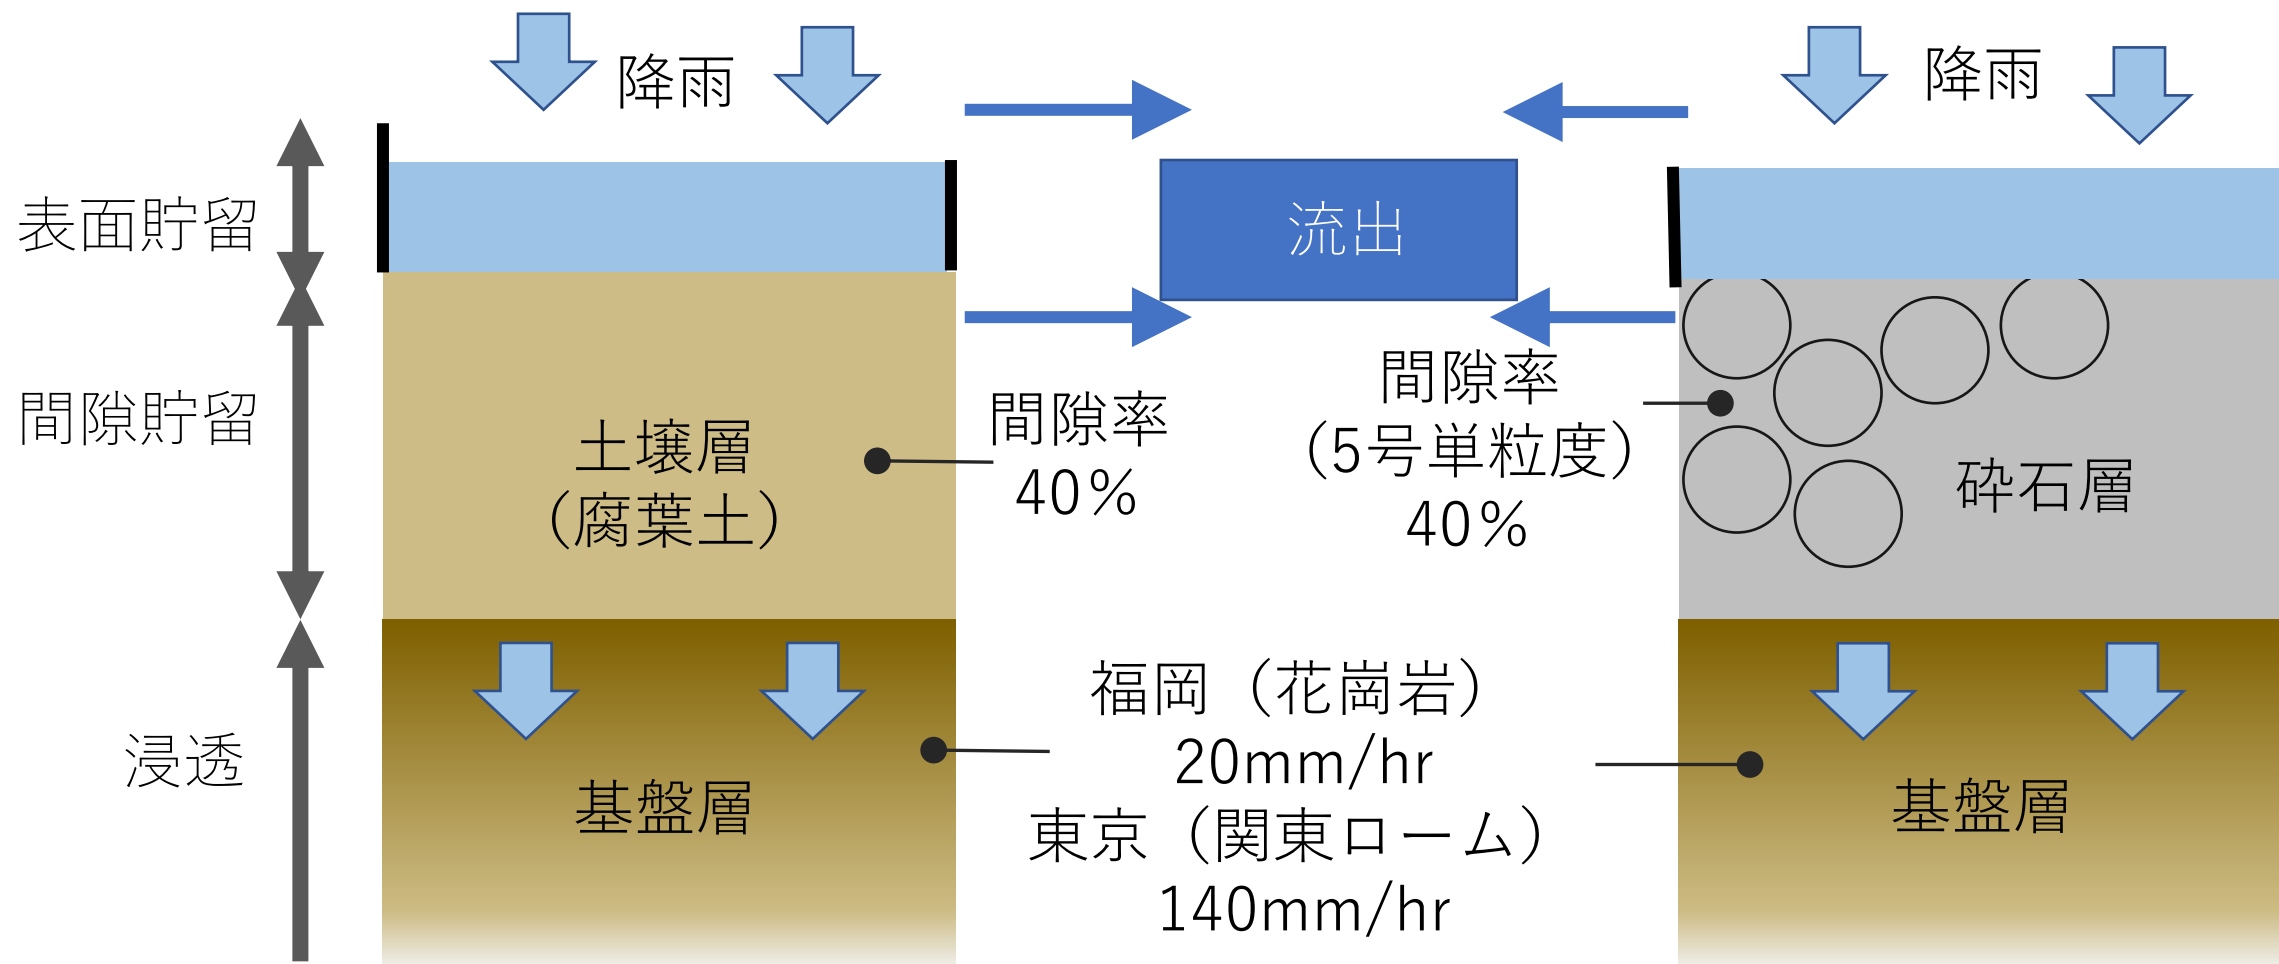 降雨
降雨
表面貯留
流出
間隙貯留
土壌層
（腐葉土）
間隙率
40％
間隙率
（5号単粒度）
40％
砕石層
浸透
基盤層
福岡（花崗岩）
20mm/hr
東京（関東ローム）
140mm/hr
基盤層